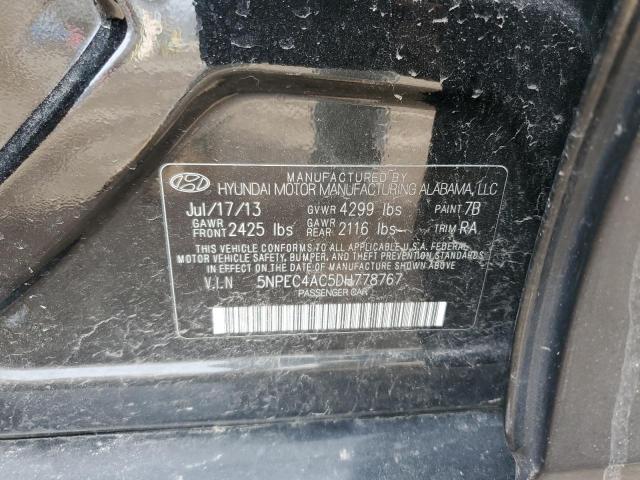 MANUFACTURED BY
HYUNDAI MOTOR MANUFACTURING ALABAMA, LLC
Jul/17/13 GVWR 4299 lbs PAINT 7B
GAWR FRONT 2425 lbs GAWR REAR 2116 lbs TRIM RA
THIS VEHICLE CONFORMS TO ALL APPLICABLE U.S.A. FEDERAL
MOTOR VEHICLE SAFETY, BUMPER, AND THEFT PREVENTION
STANDARDS IN EFFECT ON THE DATE OF MANUFACTURE SHOWN ABOVE.
V.I.N 5NPEC4AC5DH778767
PASSENGER CAR